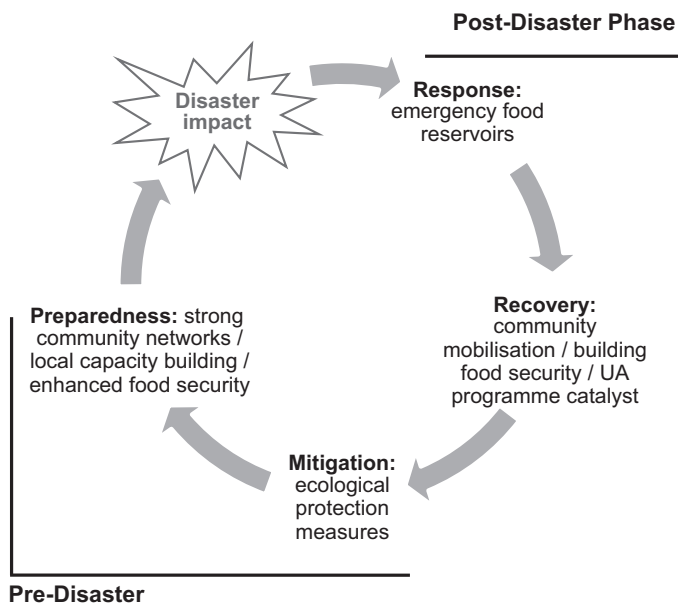 Post-Disaster Phase
Disaster
impact
Response:
emergency food
reservoirs
Recovery:
community
mobilisation / building
food security / UA
programme catalyst
Mitigation:
ecological
protection
measures
Preparedness: strong
community networks /
local capacity building /
enhanced food security
Pre-Disaster